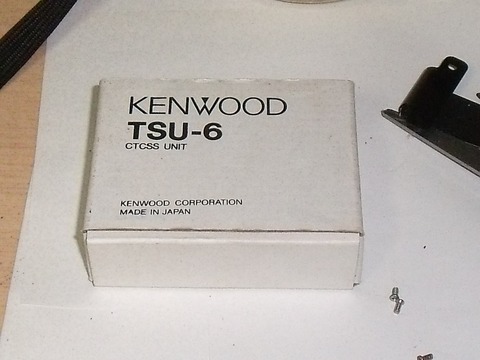 KENWOOD
TSU-6
CTCSS UNIT
KENWOOD CORPORATION
MADE IN JAPAN